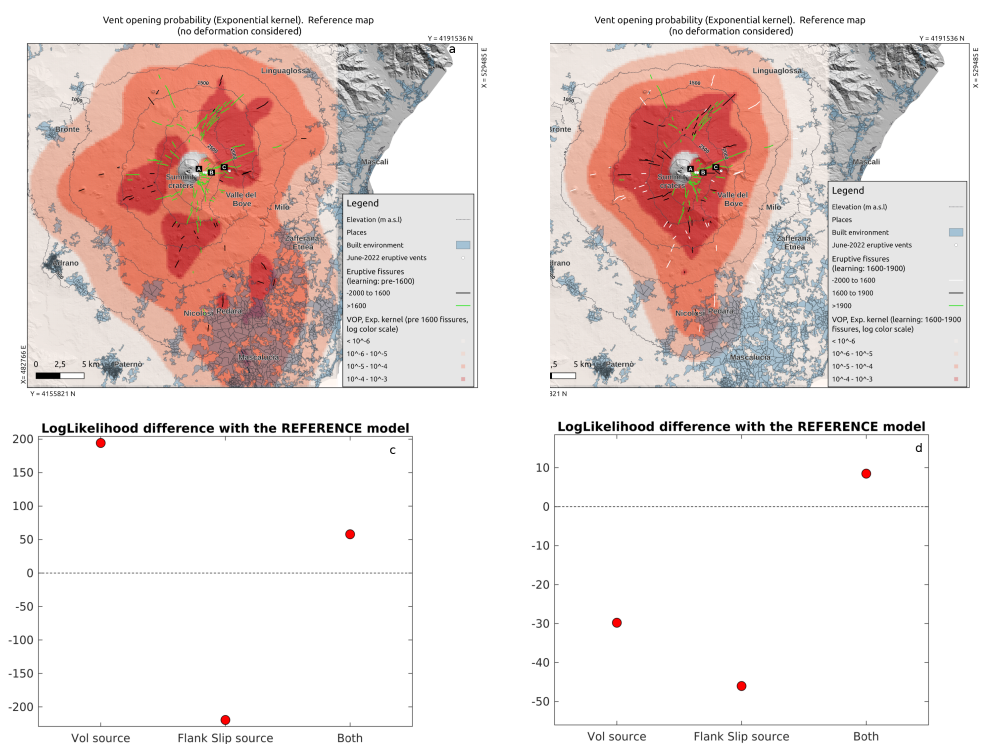 Vent opening probability (Exponential kernel). Reference map
(no deformation considered)
Y = 4191536 N
a
X = 529485 E
Linguaglossa
Bronte
Mascali
Summit
craters
A
B
C
Valle del
Bove
Milo
Zafferana
Etnea
Nicolosi
Pedara
Mascalucia
Paternò
0 2,5 5 km
X= 482766 E
Y = 4155821 N
Legend
Elevation (m a.s.l)
Places
Built environment
June-2022 eruptive vents
Eruptive fissures
(learning: pre-1600)
-2000 to 1600
>1600
VOP, Exp. kernel (pre 1600 fissures,
log color scale)
< 10^-6
10^-6 - 10^-5
10^-5 - 10^-4
10^-4 - 10^-3
Vent opening probability (Exponential kernel). Reference map
(no deformation considered)
Y = 4191536 N
X = 529485 E
Linguaglossa
Bronte
Mascali
craters
A
B
C
Valle del
Bove
Milo
Zafferana
Etnea
Nicolosi
Pedara
Mascalucia
Paternò
,5 5 km
321 N
Legend
Elevation (m a.s.l)
Places
Built environment
June-2022 eruptive vents
Eruptive fissures
(learning: 1600-1900)
-2000 to 1600
1600 to 1900
>1900
VOP, Exp. kernel (learning: 1600-1900
fissures, log color scale)
< 10^-6
10^-6 - 10^-5
10^-5 - 10^-4
10^-4 - 10^-3
LogLikelihood difference with the REFERENCE model
c
200
150
100
50
0
-50
-100
-150
-200
Vol source Flank Slip source Both
LogLikelihood difference with the REFERENCE model
d
10
0
-10
-20
-30
-40
-50
Vol source Flank Slip source Both